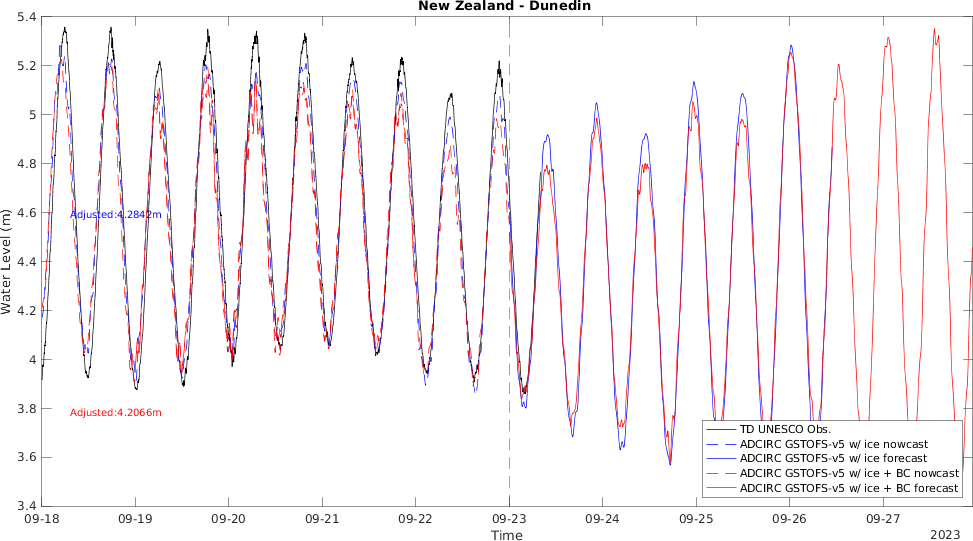 New Zealand - Dunedin
5.4
5.2
5
4.8
4.6
4.4
4.2
4
3.8
3.6
3.4
Water Level (m)
Adjusted:4.2842m
Adjusted:4.2066m
TD UNESCO Obs.
ADCIRC GSTOFS-v5 w/ ice nowcast
ADCIRC GSTOFS-v5 w/ ice forecast
ADCIRC GSTOFS-v5 w/ ice + BC nowcast
ADCIRC GSTOFS-v5 w/ ice + BC forecast
09-18 09-19 09-20 09-21 09-22 09-23 09-24 09-25 09-26 09-27
Time
2023